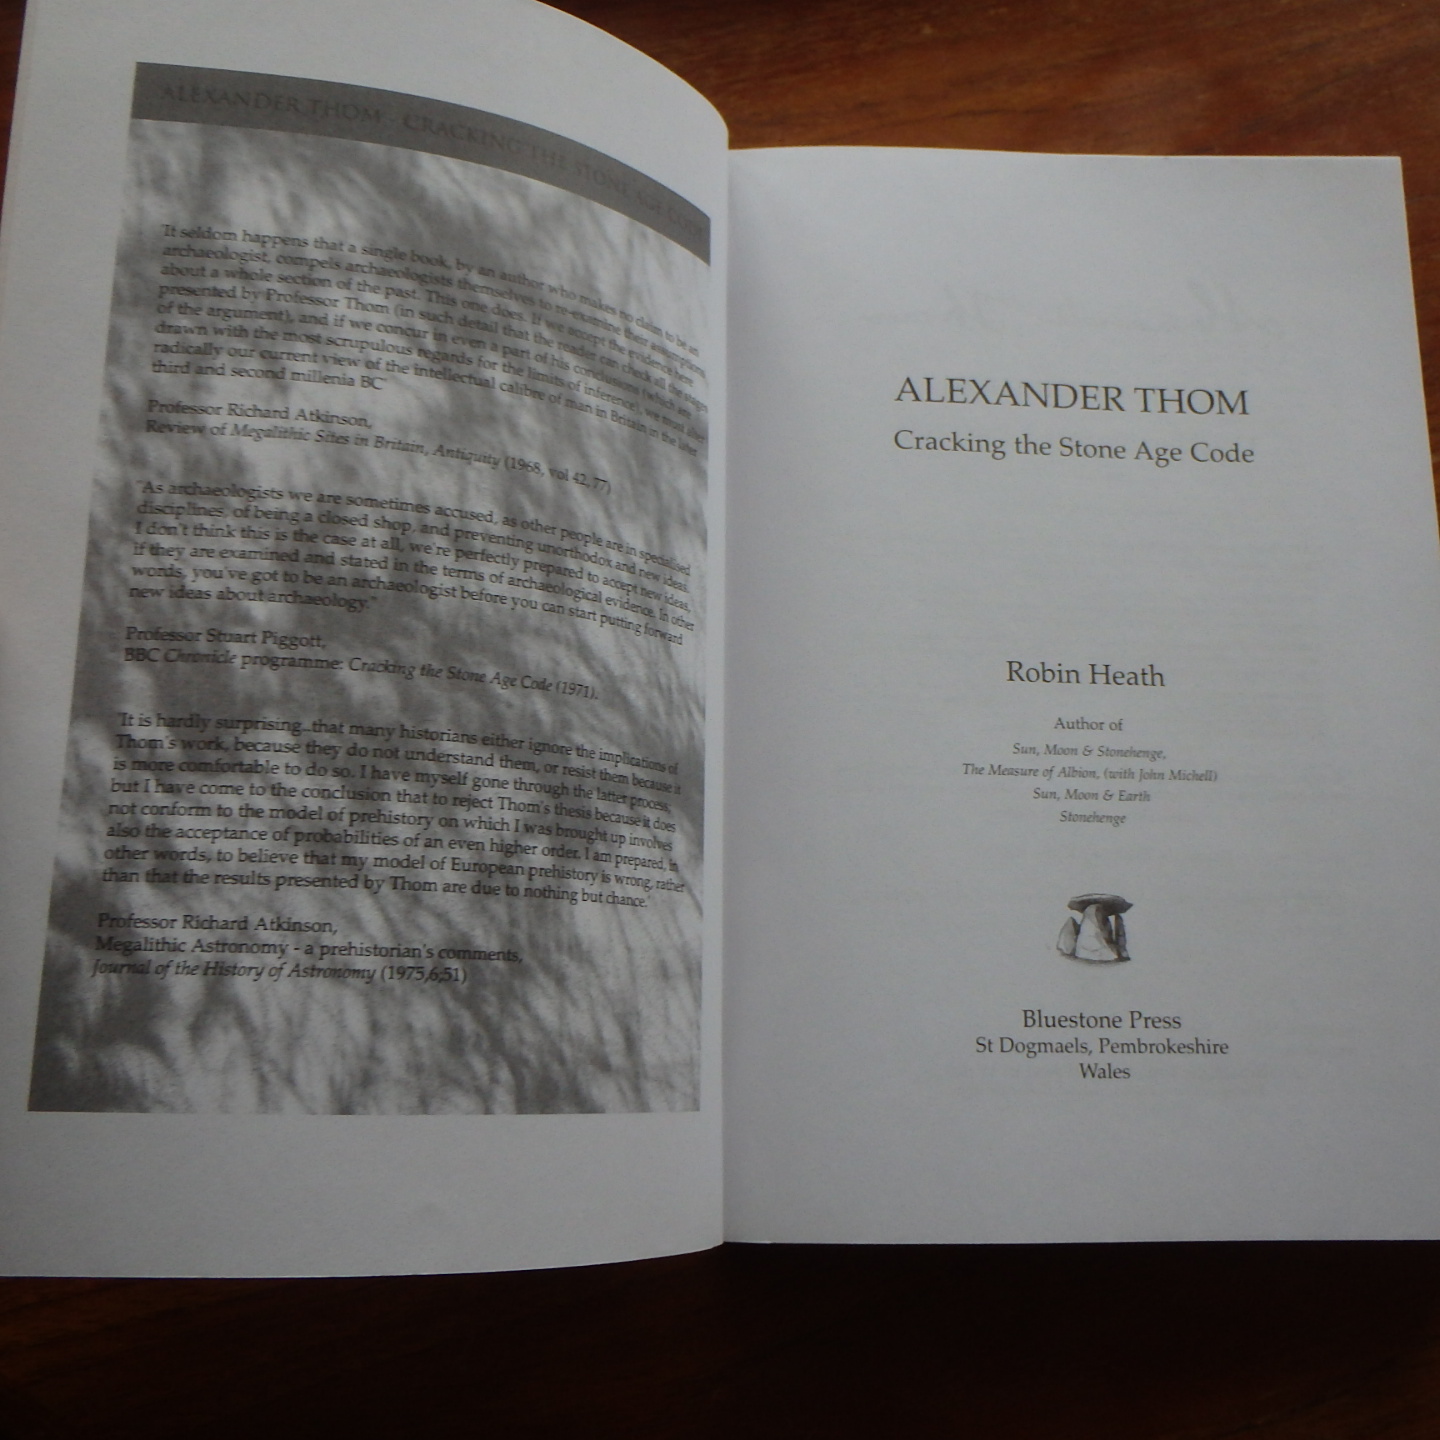 ALEXANDER THOM - CRACKING THE STONE AGE CODE
'It seldom happens that a single book, by an author who makes no claim to be an
archaeologist, compels archaeologists themselves to re-examine their assumptions
about a whole section of the past. This one does. If we accept the evidence here
presented by Professor Thom (in such detail that the reader can check all the stages
of the argument), and if we concur in even a part of his conclusions (which are
drawn with the most scrupulous regards for the limits of inference), we must alter
radically our current view of the intellectual calibre of man in Britain in the later
third and second millenia BC'
Professor Richard Atkinson,
Review of Megalithic Sites in Britain, Antiquity (1968, vol 42,77)
"As archaeologists we are sometimes accused, as other people are in specialised
disciplines, of being a closed shop, and preventing unorthodox and new ideas.
I don't think this is the case at all, we're perfectly prepared to accept new ideas,
if they are examined and stated in the terms of archaeological evidence. In other
words, you've got to be an archaeologist before you can start putting forward
new ideas about archaeology."
Professor Stuart Piggott,
BBC Chronicle programme: Cracking the Stone Age Code (1971).
'It is hardly surprising...that many historians either ignore the implications of
Thom's work, because they do not understand them, or resist them because it
is more comfortable to do so. I have myself gone through the latter process,
but I have come to the conclusion that to reject Thom's thesis because it does
not conform to the model of prehistory on which I was brought up involves
also the acceptance of probabilities of an even higher order. I am prepared, in
other words, to believe that my model of European prehistory is wrong, rather
than that the results presented by Thom are due to nothing but chance.'
Professor Richard Atkinson,
Megalithic Astronomy - a prehistorian's comments,
Journal of the History of Astronomy (1975,6,51)
ALEXANDER THOM
Cracking the Stone Age Code
Robin Heath
Author of
Sun, Moon & Stonehenge,
The Measure of Albion, (with John Michell)
Sun, Moon & Earth
Stonehenge
Bluestone Press
St Dogmaels, Pembrokeshire
Wales